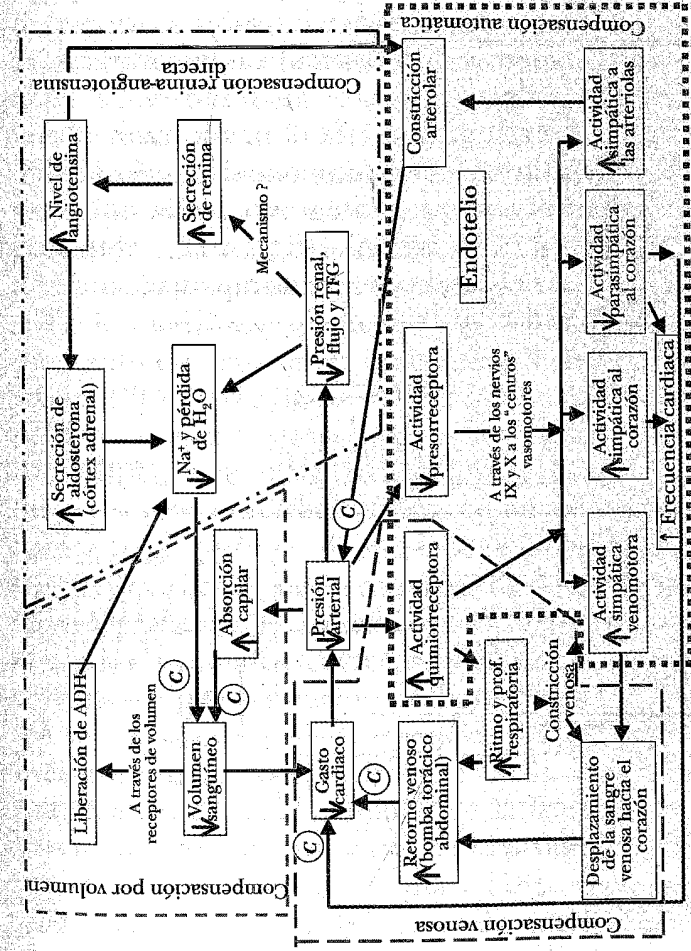 Compensación automática
Compensación renina-angiotensina
directa
Compensación por volumen
Compensación venosa
↑ Nivel de
angiotensina
↑ Secreción
de renina
Mecanismo ?
↑ Secreción de
aldosterona
(córtex adrenal)
↓ Na⁺ y pérdida
de H₂O
↓ Presión renal,
flujo y TFG
Liberación de ADH
A través de los
receptores de volumen
↓ Volumen
sanguíneo
↑ Absorción
capilar
C
C
C
C
C
↓ Presión
arterial
↓ Gasto
cardiaco
Constricción
arterolar
Endotelio
↓ Actividad
presorreceptora
↑ Actividad
quimiorreceptora
A través de los nervios
IX y X a los "centros"
vasomotores
↑ Retorno venoso
(bomba torácico
abdominal)
↑ Ritmo y prof.
respiratoria
Constricción
venosa
Desplazamiento
de la sangre
venosa hacia el
corazón
↑ Actividad
simpática
venomotora
↑ Actividad
simpática al
corazón
↓ Actividad
parasimpática
al corazón
↑ Actividad
simpática a
las arteriolas
↑ Frecuencia cardiaca